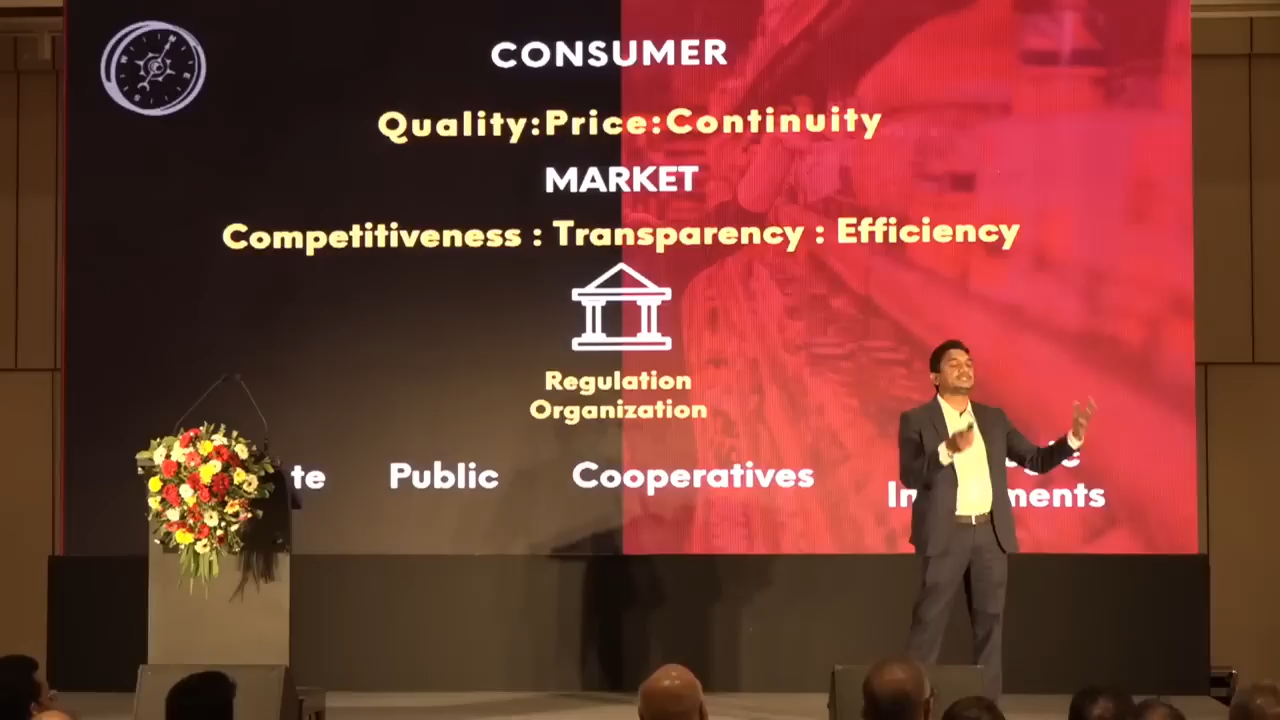 CONSUMER
Quality:Price:Continuity
MARKET
Competitiveness : Transparency : Efficiency
Regulation
Organization
Public Cooperatives